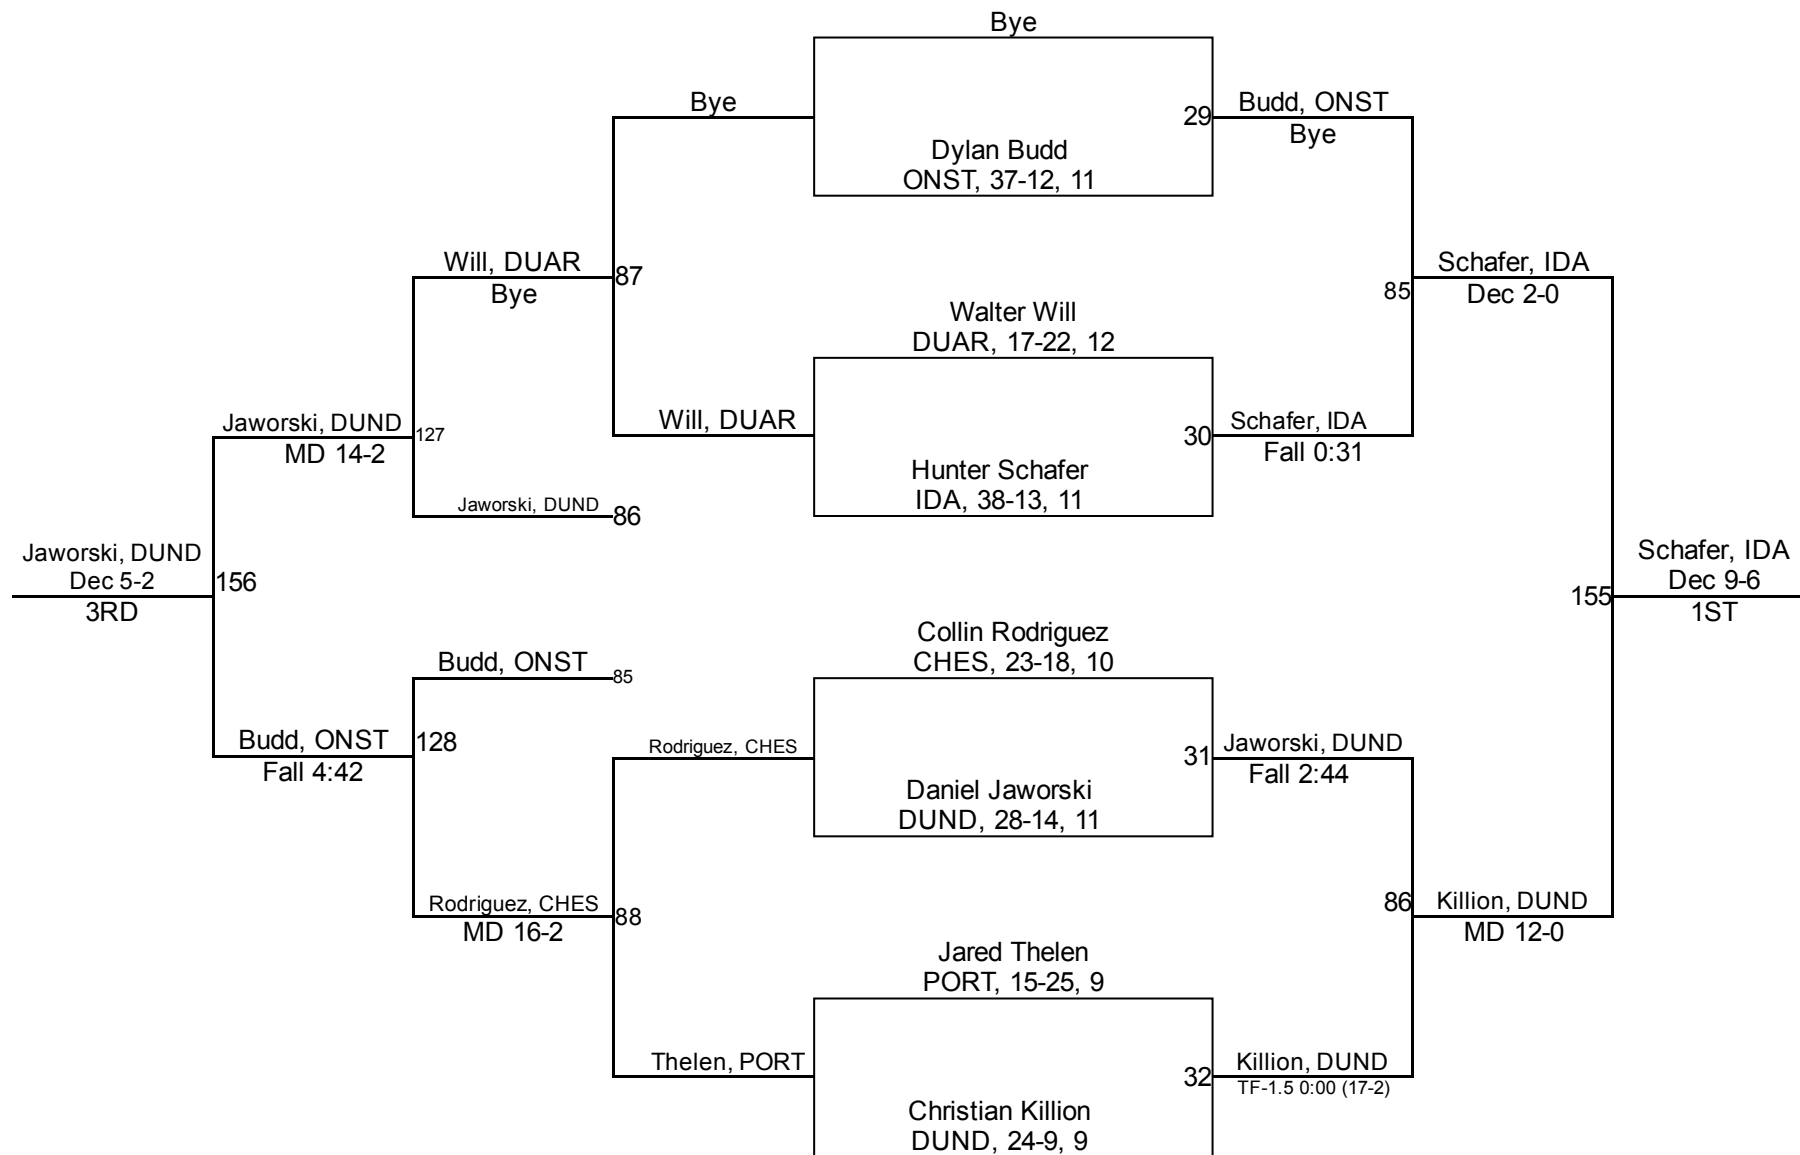 Bye
Bye
29
Budd, ONST
Bye
Dylan Budd
ONST, 37-12, 11
Will, DUAR
Bye
87
Schafer, IDA
Dec 2-0
85
Walter Will
DUAR, 17-22, 12
Jaworski, DUND
MD 14-2
127
Will, DUAR
30
Schafer, IDA
Fall 0:31
Hunter Schafer
IDA, 38-13, 11
Jaworski, DUND
86
Jaworski, DUND
Dec 5-2
3RD
156
155
Schafer, IDA
Dec 9-6
1ST
Collin Rodriguez
CHES, 23-18, 10
Budd, ONST
85
Budd, ONST
Fall 4:42
128
Rodriguez, CHES
31
Jaworski, DUND
Fall 2:44
Daniel Jaworski
DUND, 28-14, 11
Rodriguez, CHES
MD 16-2
88
86
Killion, DUND
MD 12-0
Jared Thelen
PORT, 15-25, 9
Thelen, PORT
32
Killion, DUND
TF-1.5 0:00 (17-2)
Christian Killion
DUND, 24-9, 9